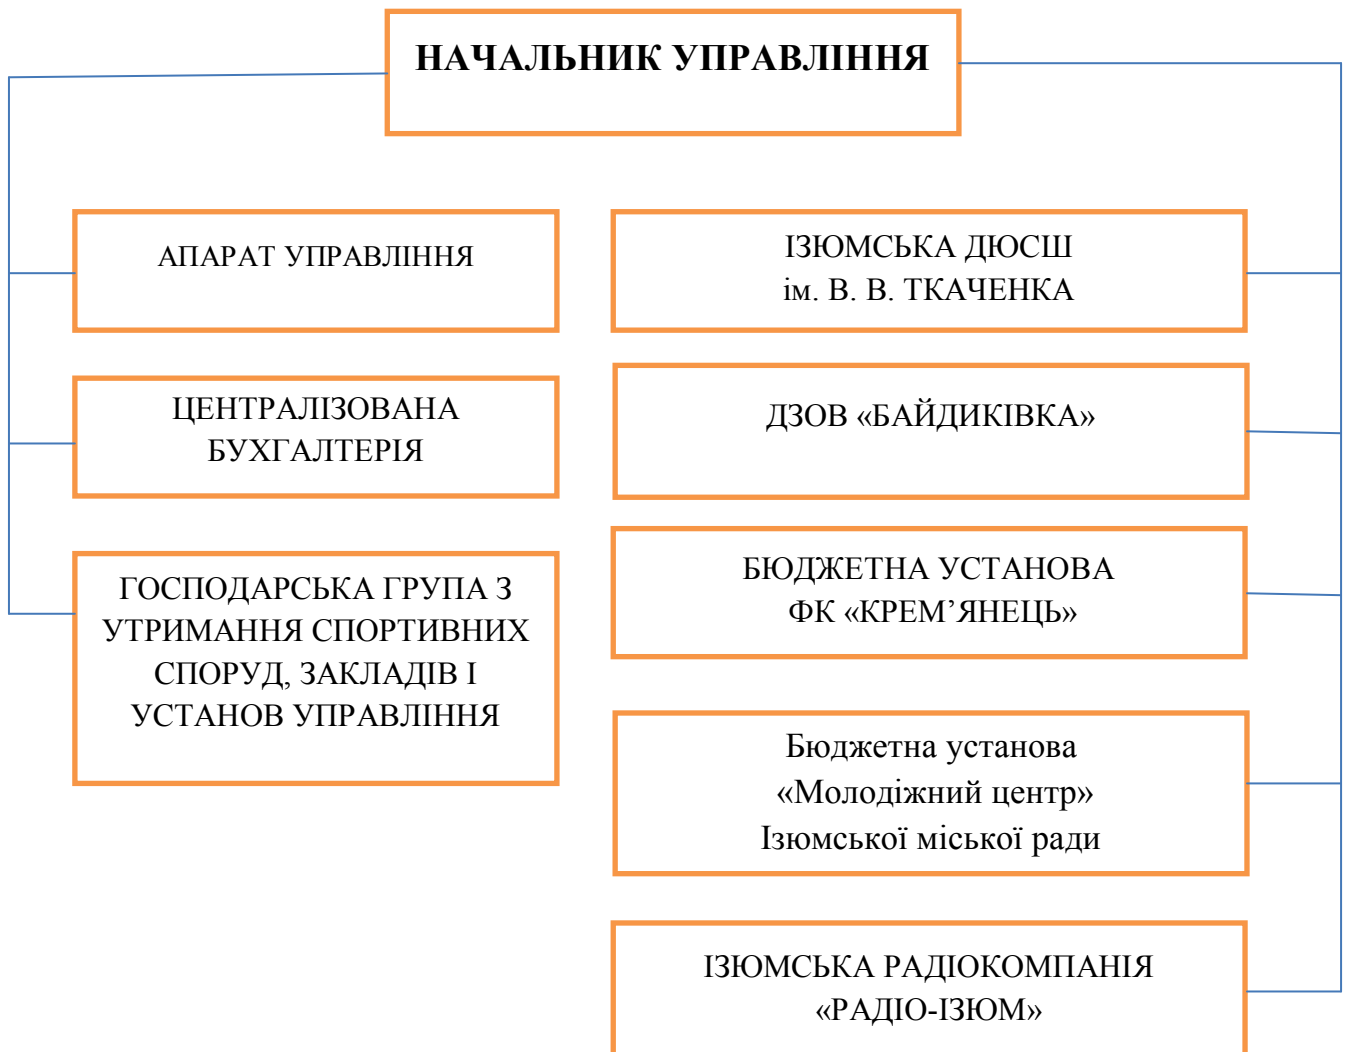 НАЧАЛЬНИК УПРАВЛІННЯ
АПАРАТ УПРАВЛІННЯ
ЦЕНТРАЛІЗОВАНА
БУХГАЛТЕРІЯ
ГОСПОДАРСЬКА ГРУПА З
УТРИМАННЯ СПОРТИВНИХ
СПОРУД, ЗАКЛАДІВ І
УСТАНОВ УПРАВЛІННЯ
ІЗЮМСЬКА ДЮСШ
ім. В. В. ТКАЧЕНКА
ДЗОВ «БАЙДИКІВКА»
БЮДЖЕТНА УСТАНОВА
ФК «КРЕМ’ЯНЕЦЬ»
Бюджетна установа
«Молодіжний центр»
Ізюмської міської ради
ІЗЮМСЬКА РАДІОКОМПАНІЯ
«РАДІО-ІЗЮМ»